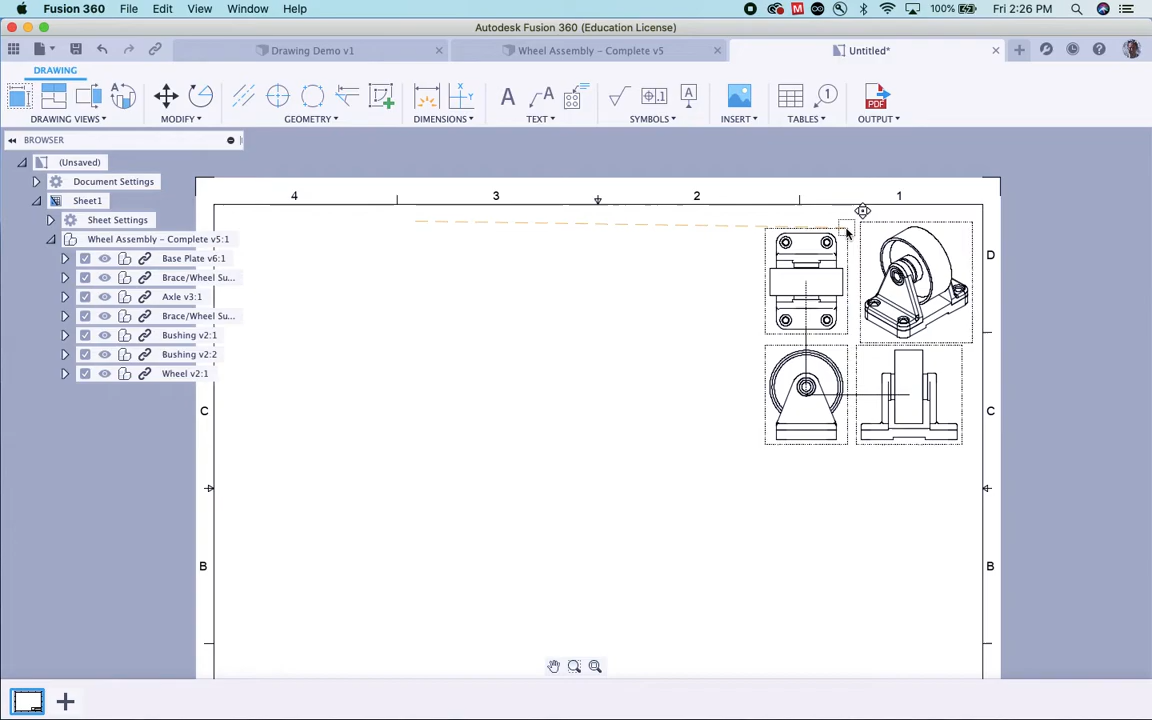 Fusion 360 File Edit View Window Help 100% Fri 2:26 PM
Autodesk Fusion 360 (Education License)
Drawing Demo v1 Wheel Assembly – Complete v5 Untitled*
DRAWING
DRAWING VIEWS MODIFY GEOMETRY DIMENSIONS TEXT SYMBOLS INSERT TABLES OUTPUT
BROWSER
(Unsaved)
Document Settings
Sheet1
Sheet Settings
Wheel Assembly – Complete v5:1
Base Plate v6:1
Brace/Wheel Su...
Axle v3:1
Brace/Wheel Su...
Bushing v2:1
Bushing v2:2
Wheel v2:1
4 3 2 1
D
C C
B B